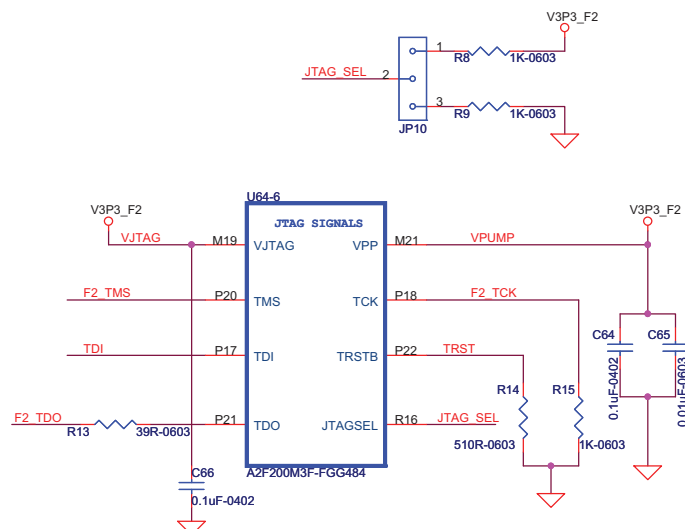 V3P3_F2
1
R8
1K-0603
JTAG_SEL
2
3
R9
1K-0603
JP10
U64-6
V3P3_F2
JTAG SIGNALS
V3P3_F2
VJTAG
M19
VJTAG
VPP
M21
VPUMP
F2_TMS
P20
TMS
TCK
P18
F2_TCK
TDI
P17
TDI
TRSTB
P22
TRST
C64
0.1uF-0402
C65
0.01uF-0603
F2_TDO
R13
39R-0603
P21
TDO
JTAGSEL
R16
JTAG_SEL
R14
510R-0603
R15
1K-0603
A2F200M3F-FGG484
C66
0.1uF-0402